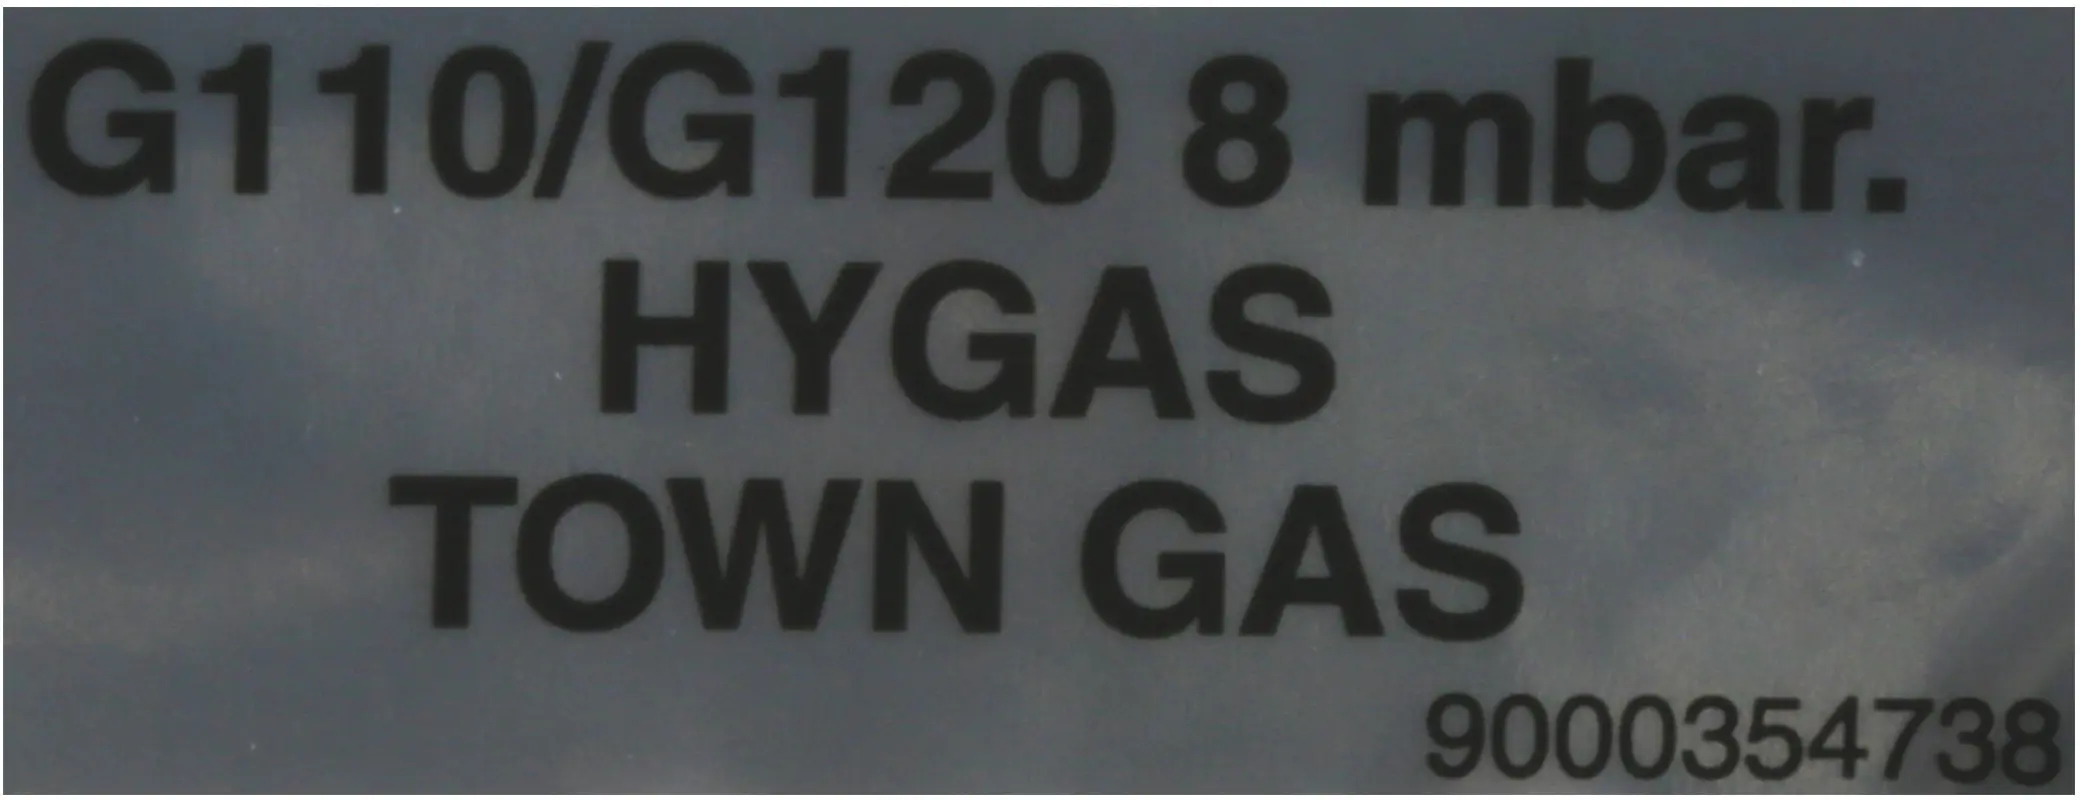 G110/G120 8 mbar.
HYGAS
TOWN GAS
9000354738